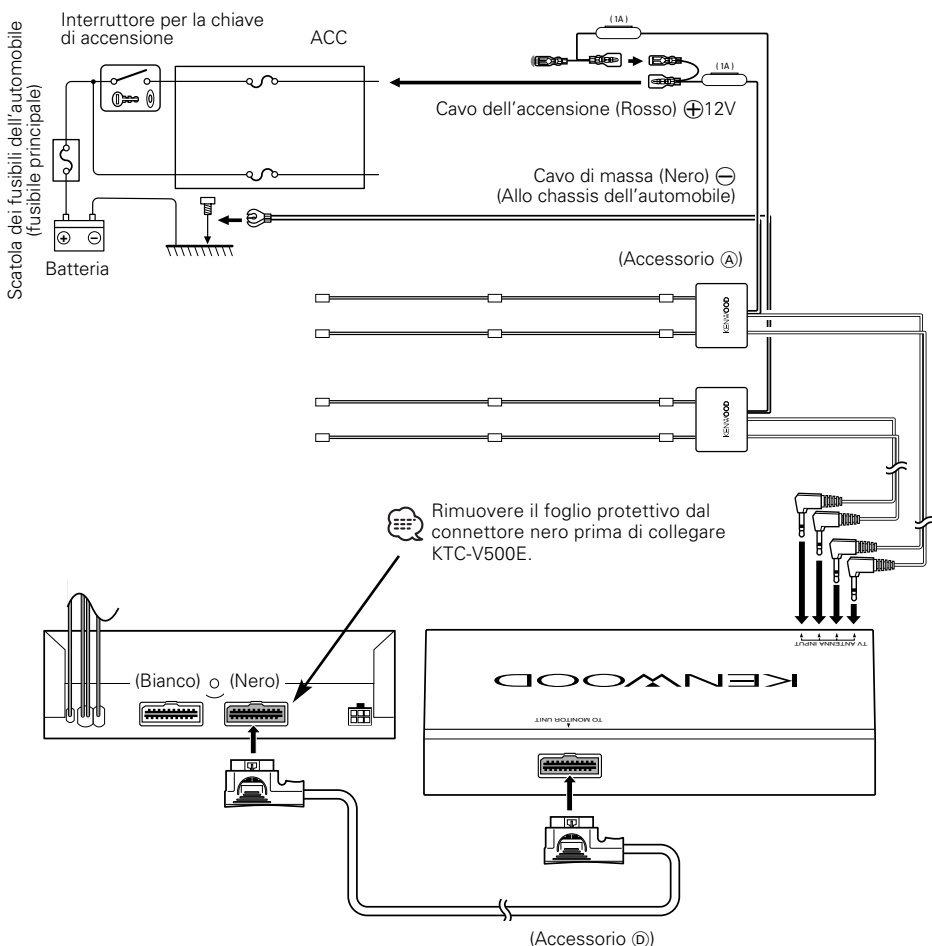 Interruttore per la chiave
di accensione
ACC
(1A)
(1A)
Scatola dei fusibili dell'automobile
(fusibile principale)
Cavo dell'accensione (Rosso) ⊕12V
Cavo di massa (Nero) ⊖
(Allo chassis dell'automobile)
⊕ ⊖
Batteria
(Accessorio Ⓐ)
KENWOOD
KENWOOD
Rimuovere il foglio protettivo dal
connettore nero prima di collegare
KTC-V500E.
TV ANTENNA INPUT
(Bianco)
(Nero)
KENWOOD
TO MONITOR UNIT
(Accessorio Ⓓ)